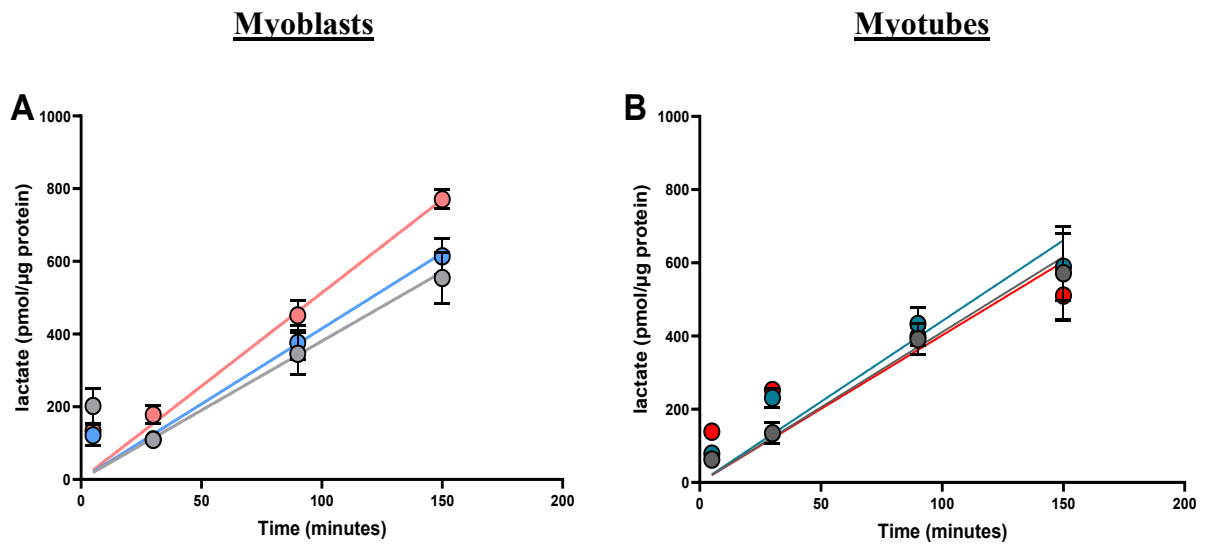 Myoblasts
Myotubes
A
lactate (pmol/µg protein)
1000
800
600
400
200
0
0 50 100 150 200
Time (minutes)
B
lactate (pmol/µg protein)
1000
800
600
400
200
0
0 50 100 150 200
Time (minutes)